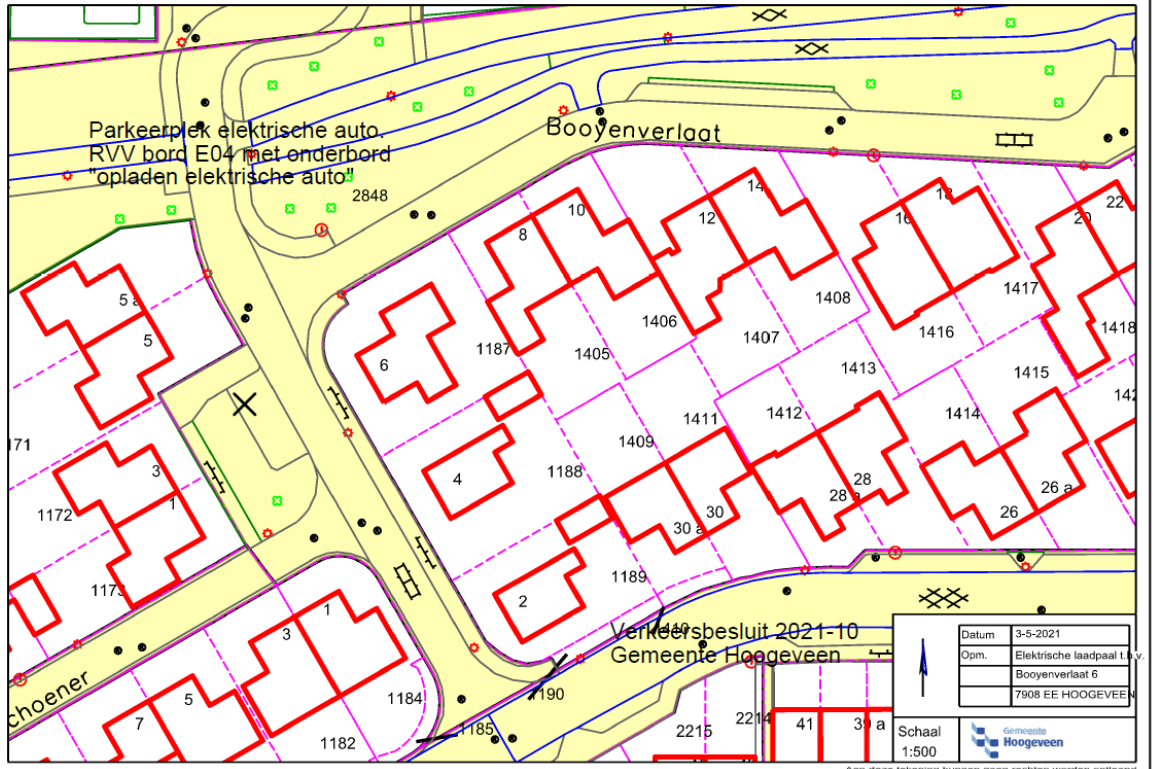 Booyenverlaat
Parkeerplek elektrische auto.
RVV bord E04 met onderbord
"opladen elektrische auto"
2848
14
18
22
10
12
16
20
8
5 a
1408
1417
1406
1416
1418
5
1187
1405
1407
6
1413
1415
142
171
1411
1412
1414
1409
3
1188
4
28
28 a
26 a
1
1172
30
26
30 a
1173
1189
2
1
1410
3
Verkeersbesluit 2021-10
Gemeente Hoogeveen
1190
1184
5
choener
7
1185
1182
2215
2214
41
39 a
Datum 3-5-2021
Opm. Elektrische laadpaal t.b.v.
Booyenverlaat 6
7908 EE HOOGEVEEN
Schaal
1:500
Gemeente
Hoogeveen